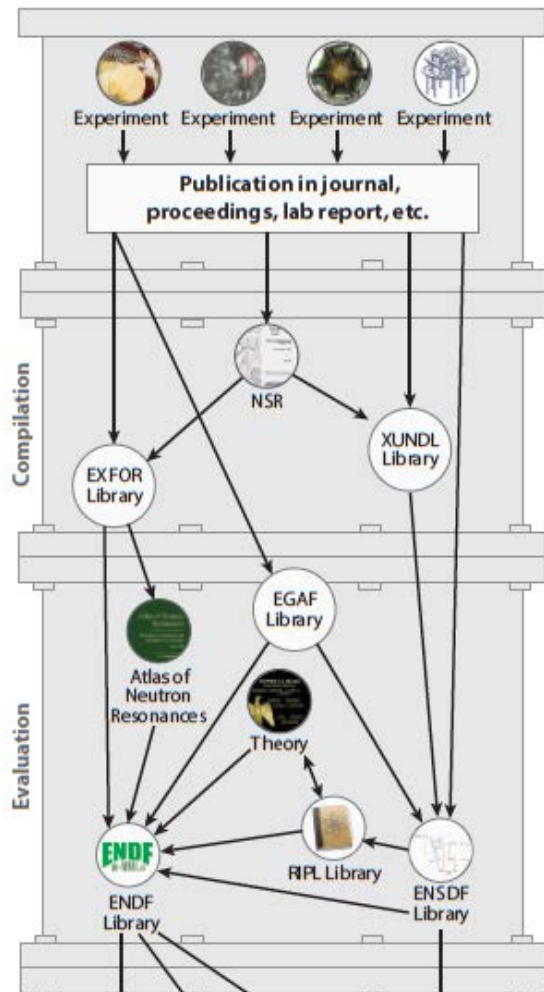 Experiment
Experiment
Experiment
Experiment
Publication in journal,
proceedings, lab report, etc.
Compilation
NSR
XUNDL
Library
EXFOR
Library
Evaluation
EGAF
Library
Atlas of
Neutron
Resonances
Theory
ENDF
RIPL Library
ENDF
Library
ENSDF
Library